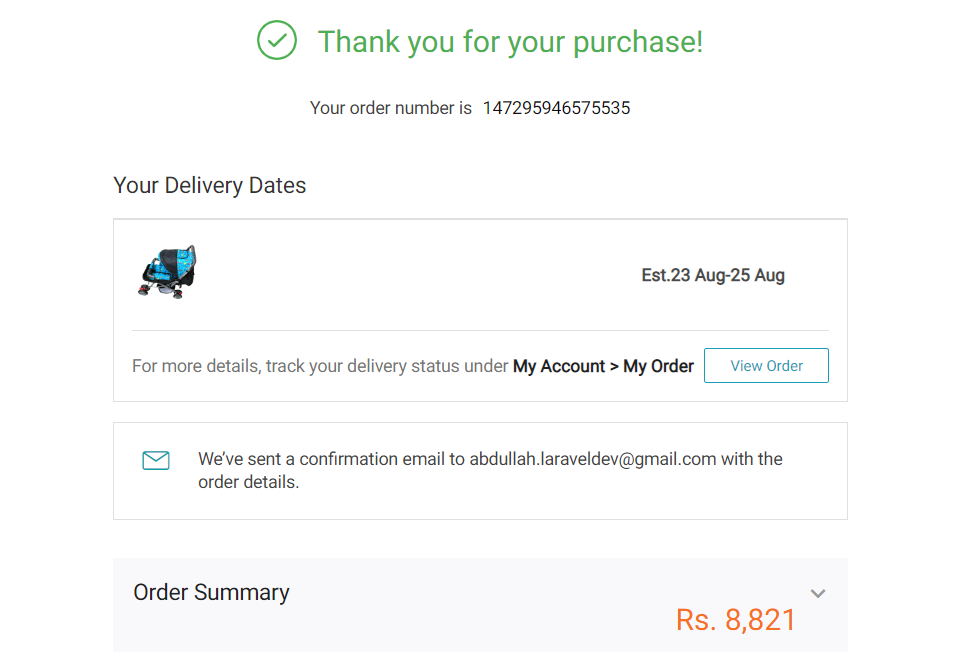 Thank you for your purchase!
Your order number is 147295946575535
Your Delivery Dates
Est.23 Aug-25 Aug
For more details, track your delivery status under My Account > My Order View Order
We’ve sent a confirmation email to abdullah.laraveldev@gmail.com with the
order details.
Order Summary
Rs. 8,821